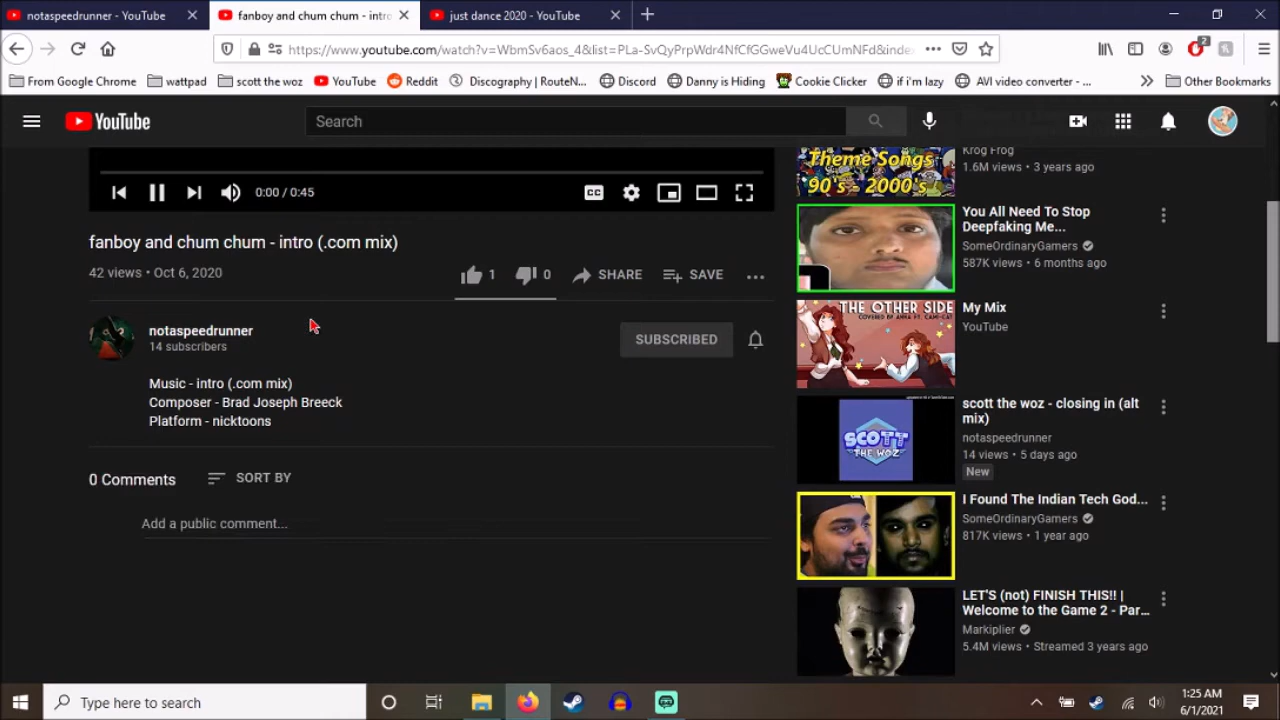 notaspeedrunner - YouTube
fanboy and chum chum - intro
just dance 2020 - YouTube
https://www.youtube.com/watch?v=WbmSv6aos_4&list=PLa-SvQyPrpWdr4NfCfGGweVu4UcCUmNFd&index
2
From Google Chrome
wattpad
scott the woz
YouTube
Reddit
Discography | RouteN...
Discord
Danny is Hiding
Cookie Clicker
if i'm lazy
AVI video converter - ...
Other Bookmarks
YouTube
Search
0:00 / 0:45
CC
fanboy and chum chum - intro (.com mix)
42 views • Oct 6, 2020
1
0
SHARE
SAVE
notaspeedrunner
14 subscribers
SUBSCRIBED
Music - intro (.com mix)
Composer - Brad Joseph Breeck
Platform - nicktoons
0 Comments
SORT BY
Add a public comment...
Theme Songs
90's - 2000's
Krog Frog
1.6M views • 3 years ago
You All Need To Stop
Deepfaking Me...
SomeOrdinaryGamers
587K views • 6 months ago
THE OTHER SIDE
COVERED BY ANNA FT. CAMI-CAT
My Mix
YouTube
SCOTT
THE WOZ
scott the woz - closing in (alt
mix)
notaspeedrunner
14 views • 5 days ago
New
I Found The Indian Tech God...
SomeOrdinaryGamers
817K views • 1 year ago
LET'S (not) FINISH THIS!! |
Welcome to the Game 2 - Par...
Markiplier
5.4M views • Streamed 3 years ago
Type here to search
1:25 AM
6/1/2021